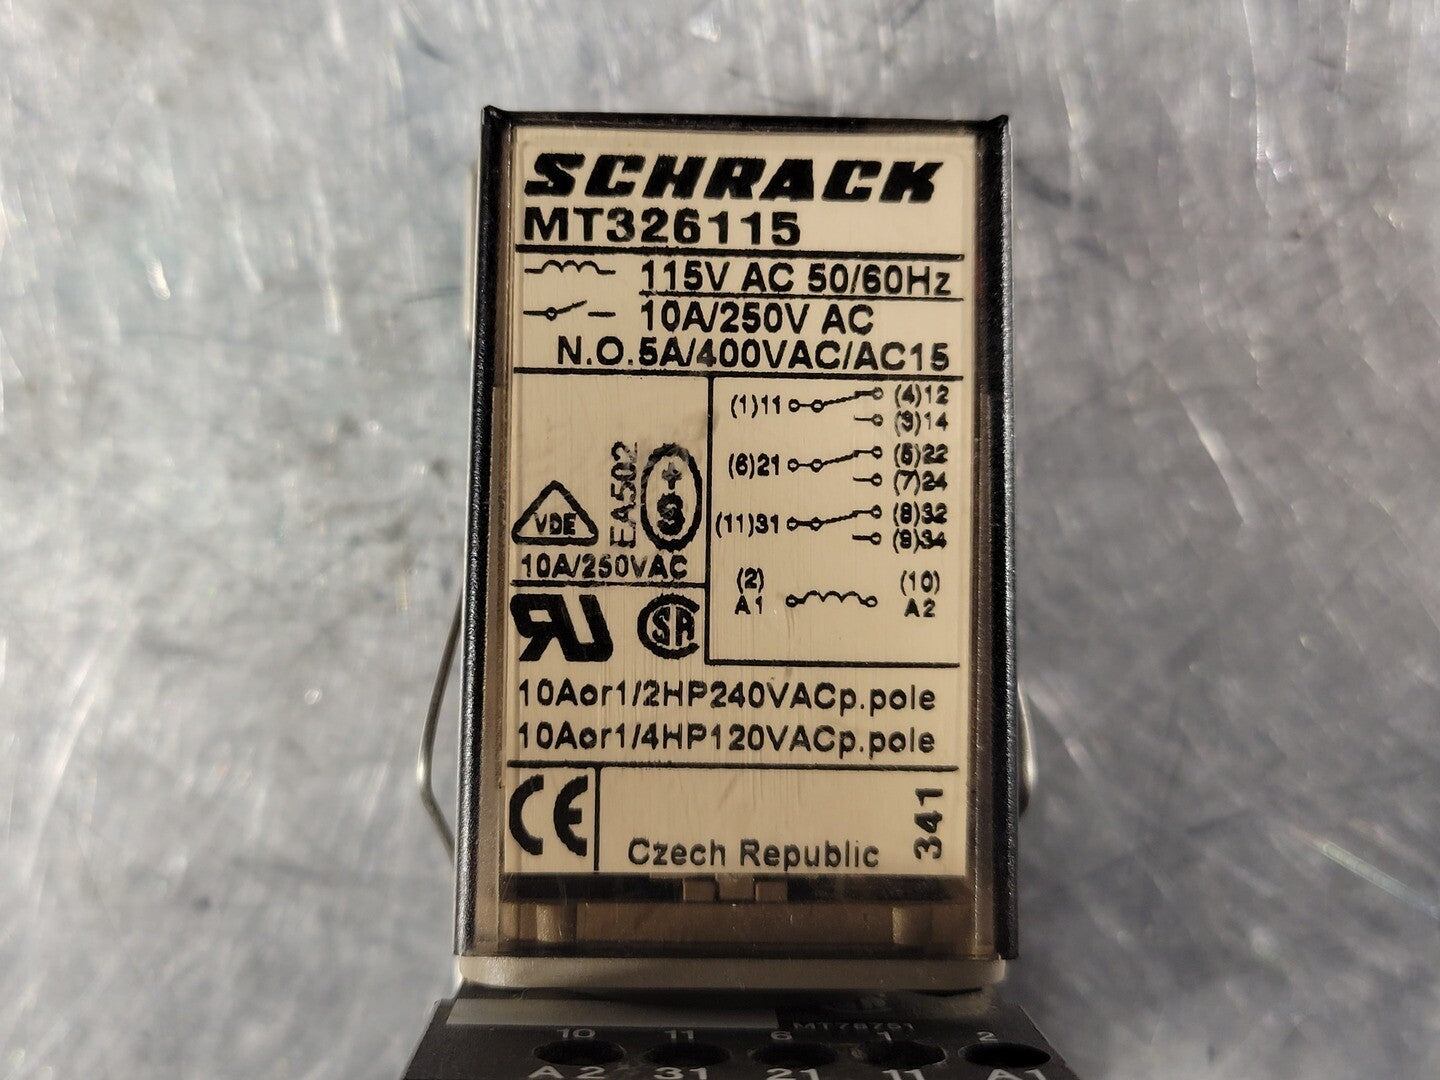 SCHRACK
MT326115
115V AC 50/60Hz
10A/250V AC
N.O.5A/400VAC/AC15
(1)11 (4)12
(3)14
(6)21 (5)22
(7)24
(11)31 (8)32
(9)34
(2) (10)
A1 A2
VDE
EA502
+
S
10A/250VAC
RU
SA
10Aor1/2HP240VACp.pole
10Aor1/4HP120VACp.pole
CE
Czech Republic
341
10 11 6 1 2
A2 31 21 11 A1